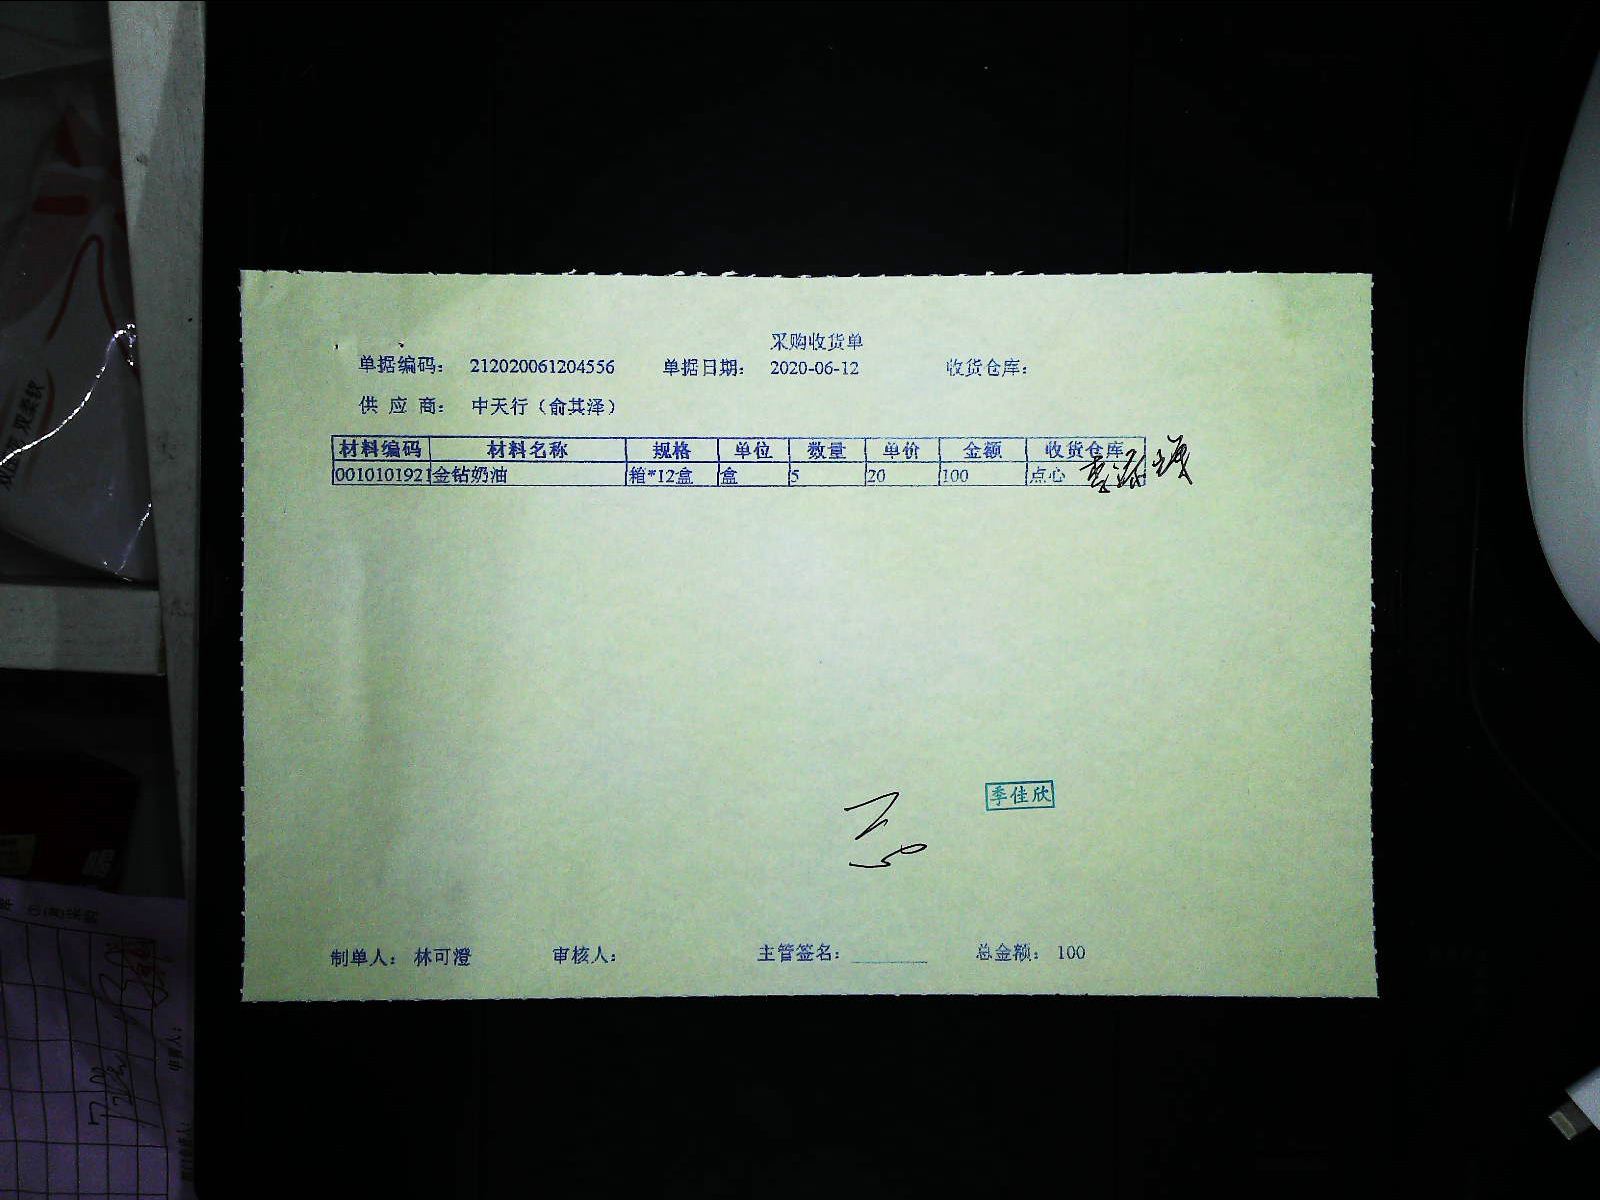 采购收货单
单据编码： 212020061204556 单据日期： 2020-06-12 收货仓库：
供 应 商： 中天行（俞其泽）
材料编码 材料名称 规格 单位 数量 单价 金额 收货仓库
0010101921 金钻奶油 箱*12盒 盒 5 20 100 点心
季佳欣
制单人： 林可澄 审核人： 主管签名： 总金额： 100